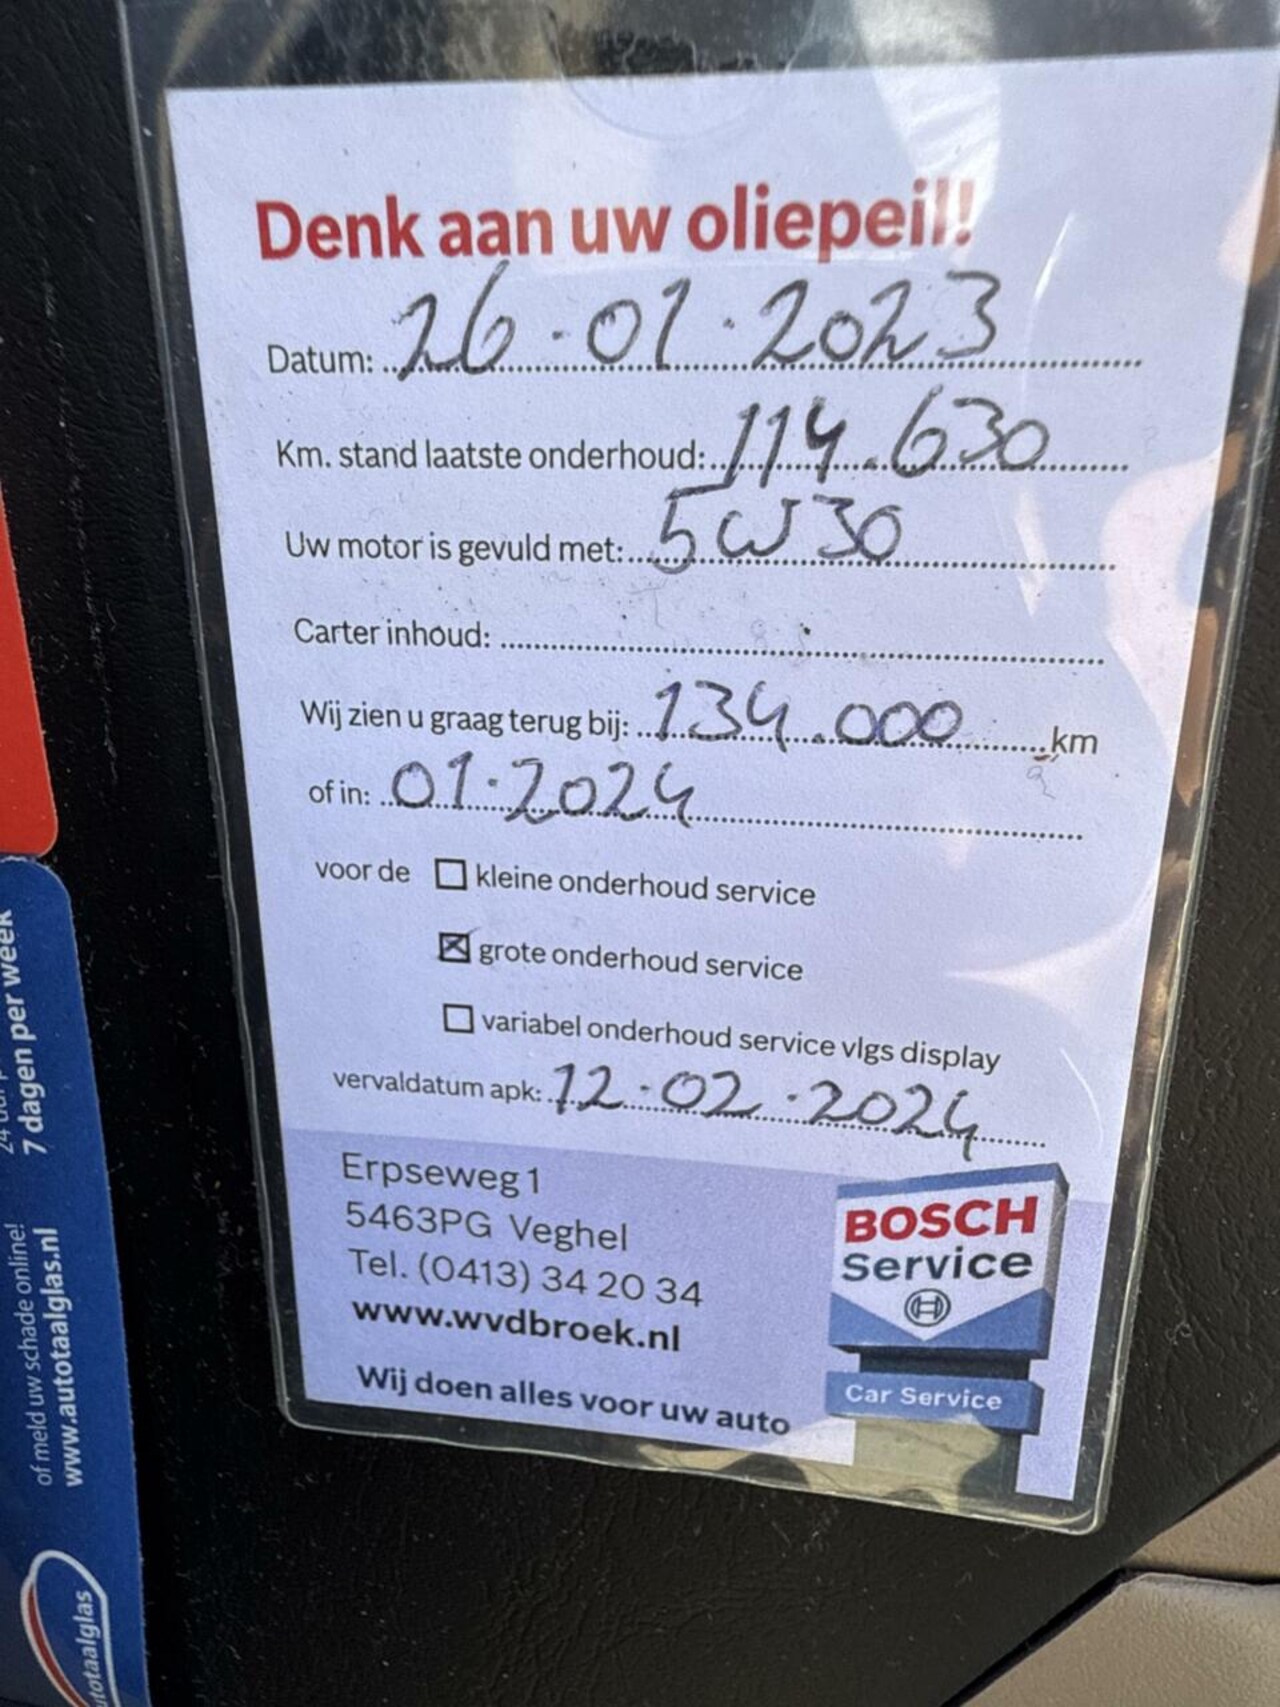 Denk aan uw oliepeil!
Datum: 26.01.2023
Km. stand laatste onderhoud: 114.630
Uw motor is gevuld met: 5W30
Carter inhoud:
Wij zien u graag terug bij: 134.000 km
of in: 01.2024
voor de ☐ kleine onderhoud service
☒ grote onderhoud service
☐ variabel onderhoud service vlgs display
vervaldatum apk: 12.02.2024
Erpseweg 1
5463PG Veghel
Tel. (0413) 34 20 34
www.wvdbroek.nl
Wij doen alles voor uw auto
BOSCH
Service
Car Service
7 dagen per week
of meld uw schade online!
www.autotaalglas.nl